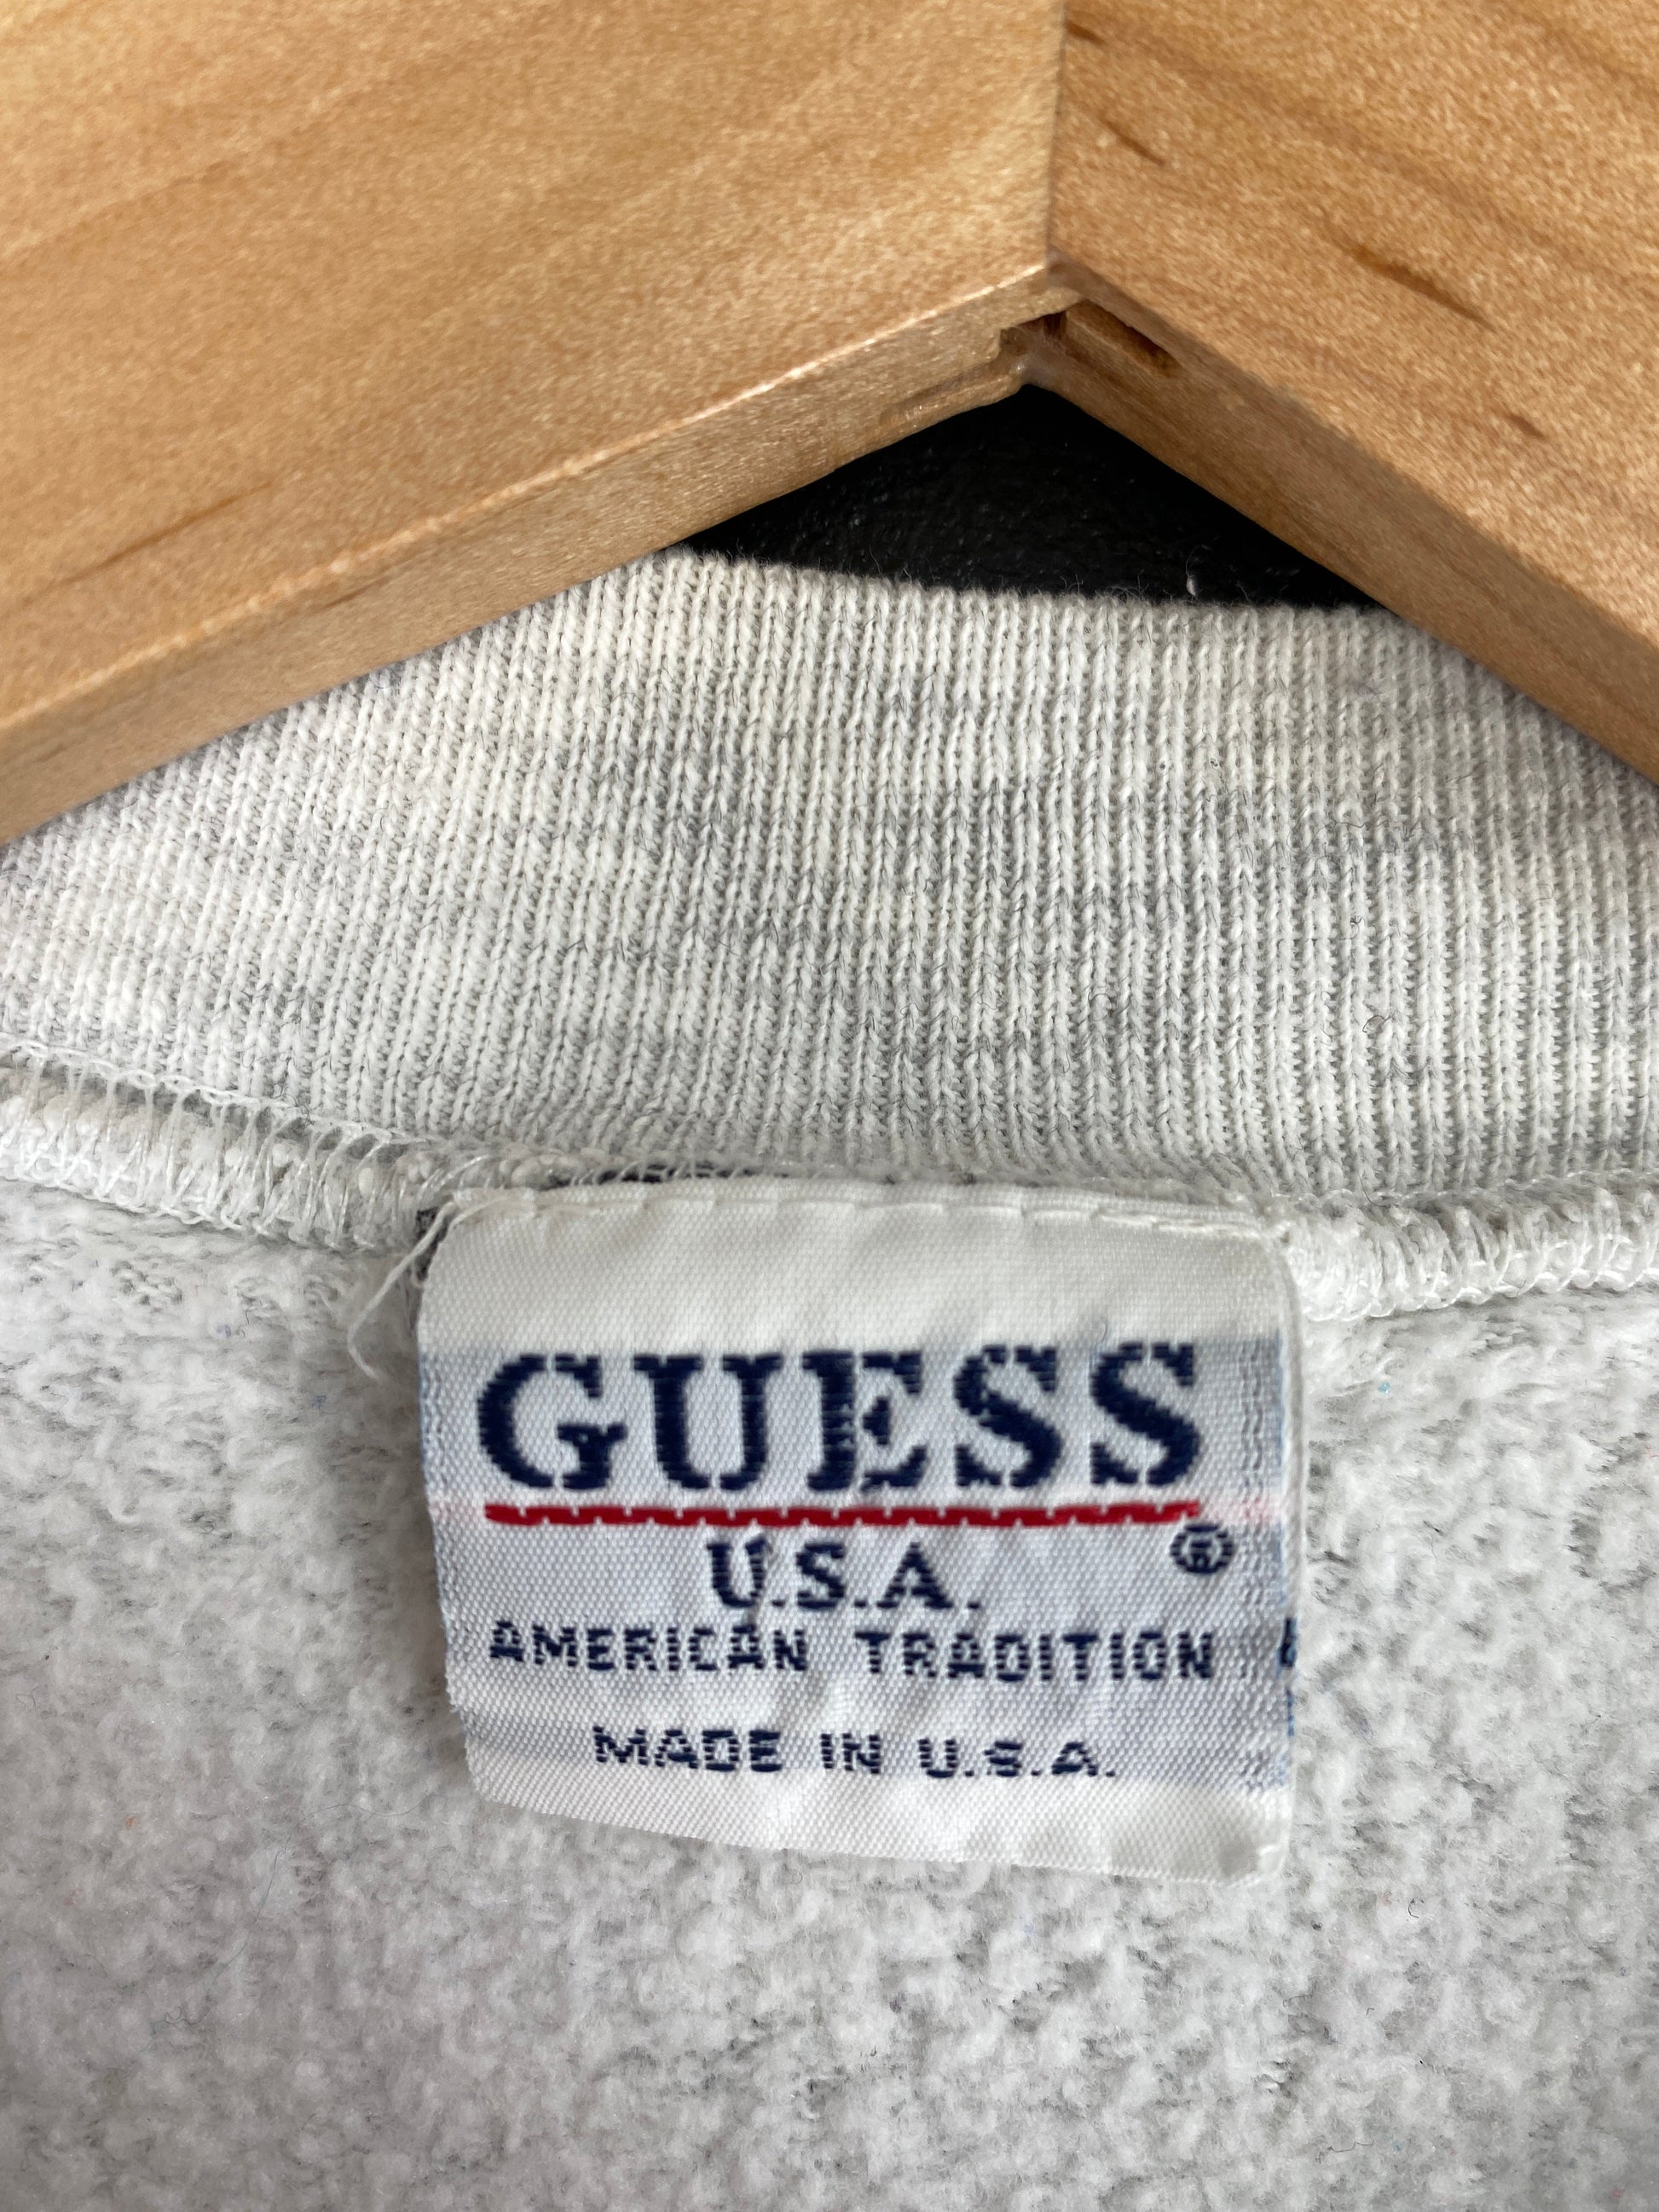 GUESS
U.S.A. ®
AMERICAN TRADITION
MADE IN U.S.A.